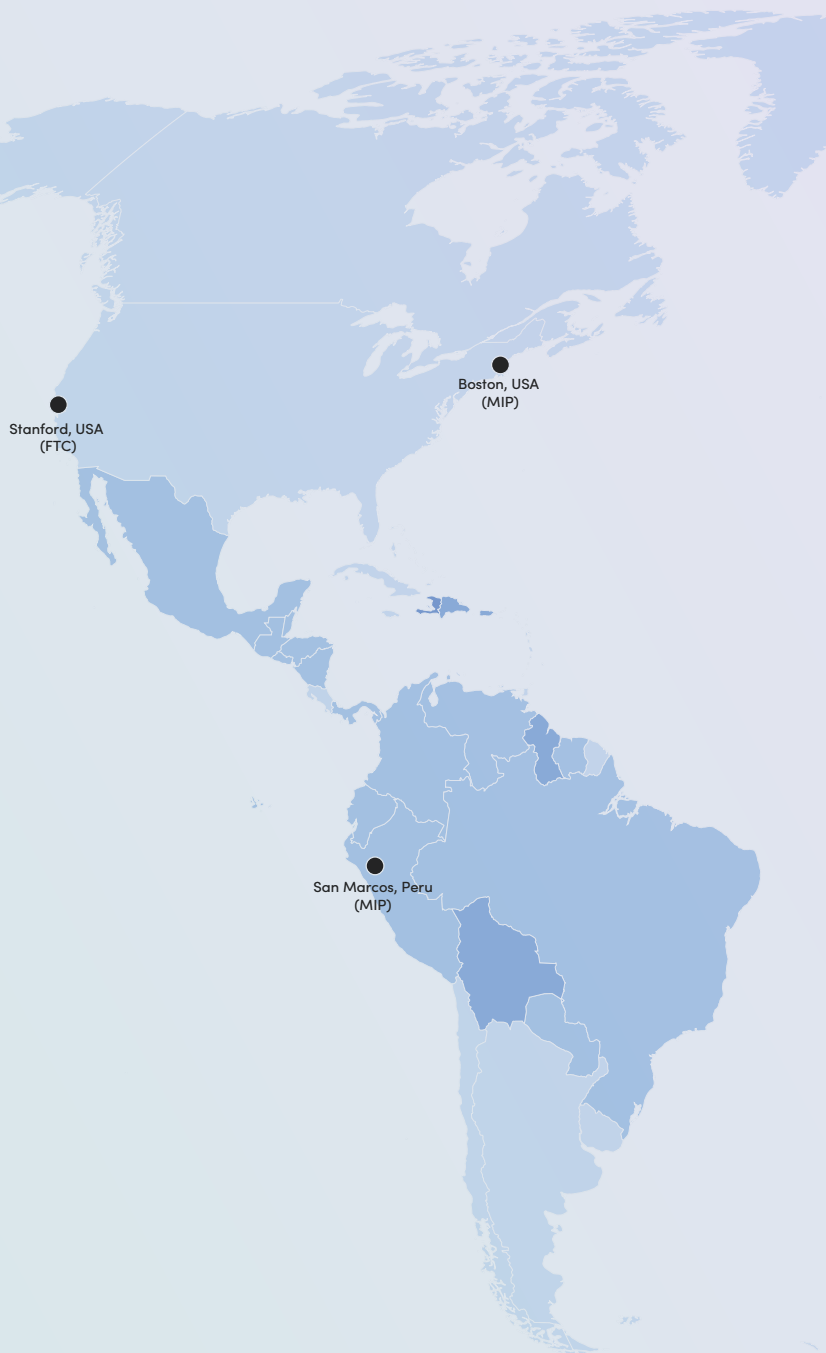 Boston, USA
(MIP)
Stanford, USA
(FTC)
San Marcos, Peru
(MIP)